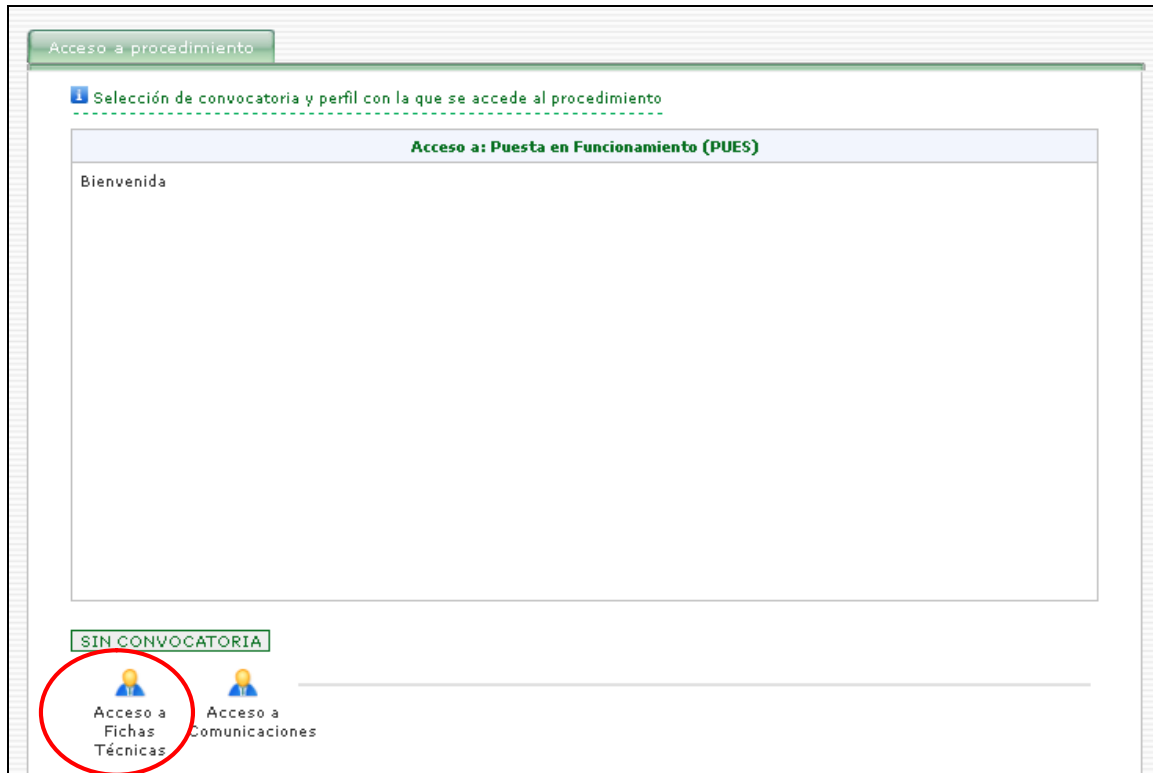 Acceso a procedimiento
Selección de convocatoria y perfil con la que se accede al procedimiento
Acceso a: Puesta en Funcionamiento (PUES)
Bienvenida
SIN CONVOCATORIA
Acceso a
Fichas
Técnicas
Acceso a
Comunicaciones